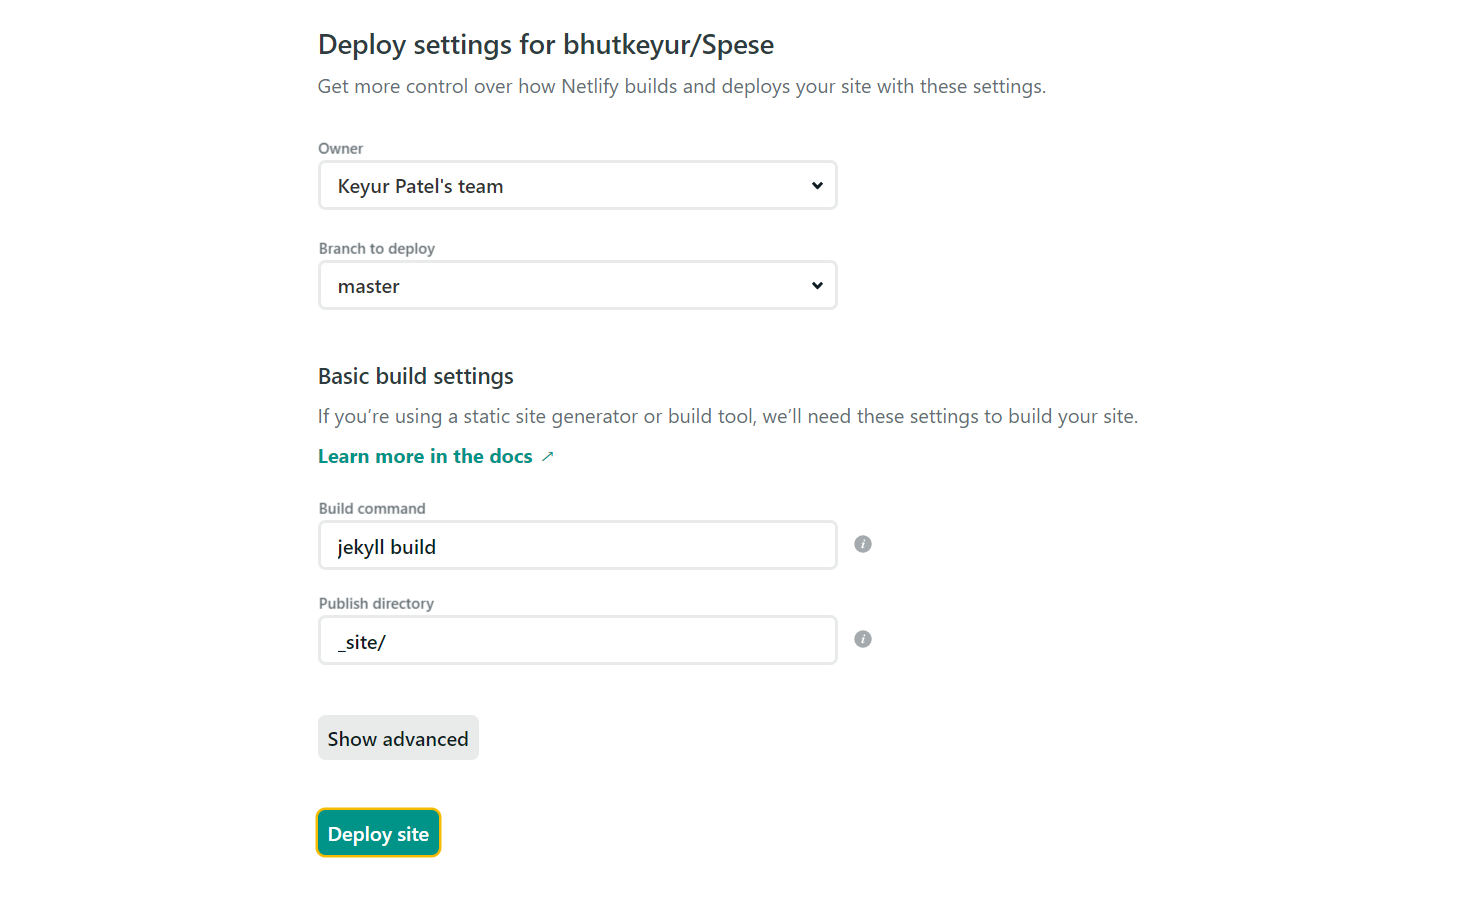 Deploy settings for bhutkeyur/Spese
Get more control over how Netlify builds and deploys your site with these settings.
Owner
Keyur Patel's team
Branch to deploy
master
Basic build settings
If you’re using a static site generator or build tool, we’ll need these settings to build your site.
Learn more in the docs ↗
Build command
jekyll build
i
Publish directory
_site/
i
Show advanced
Deploy site